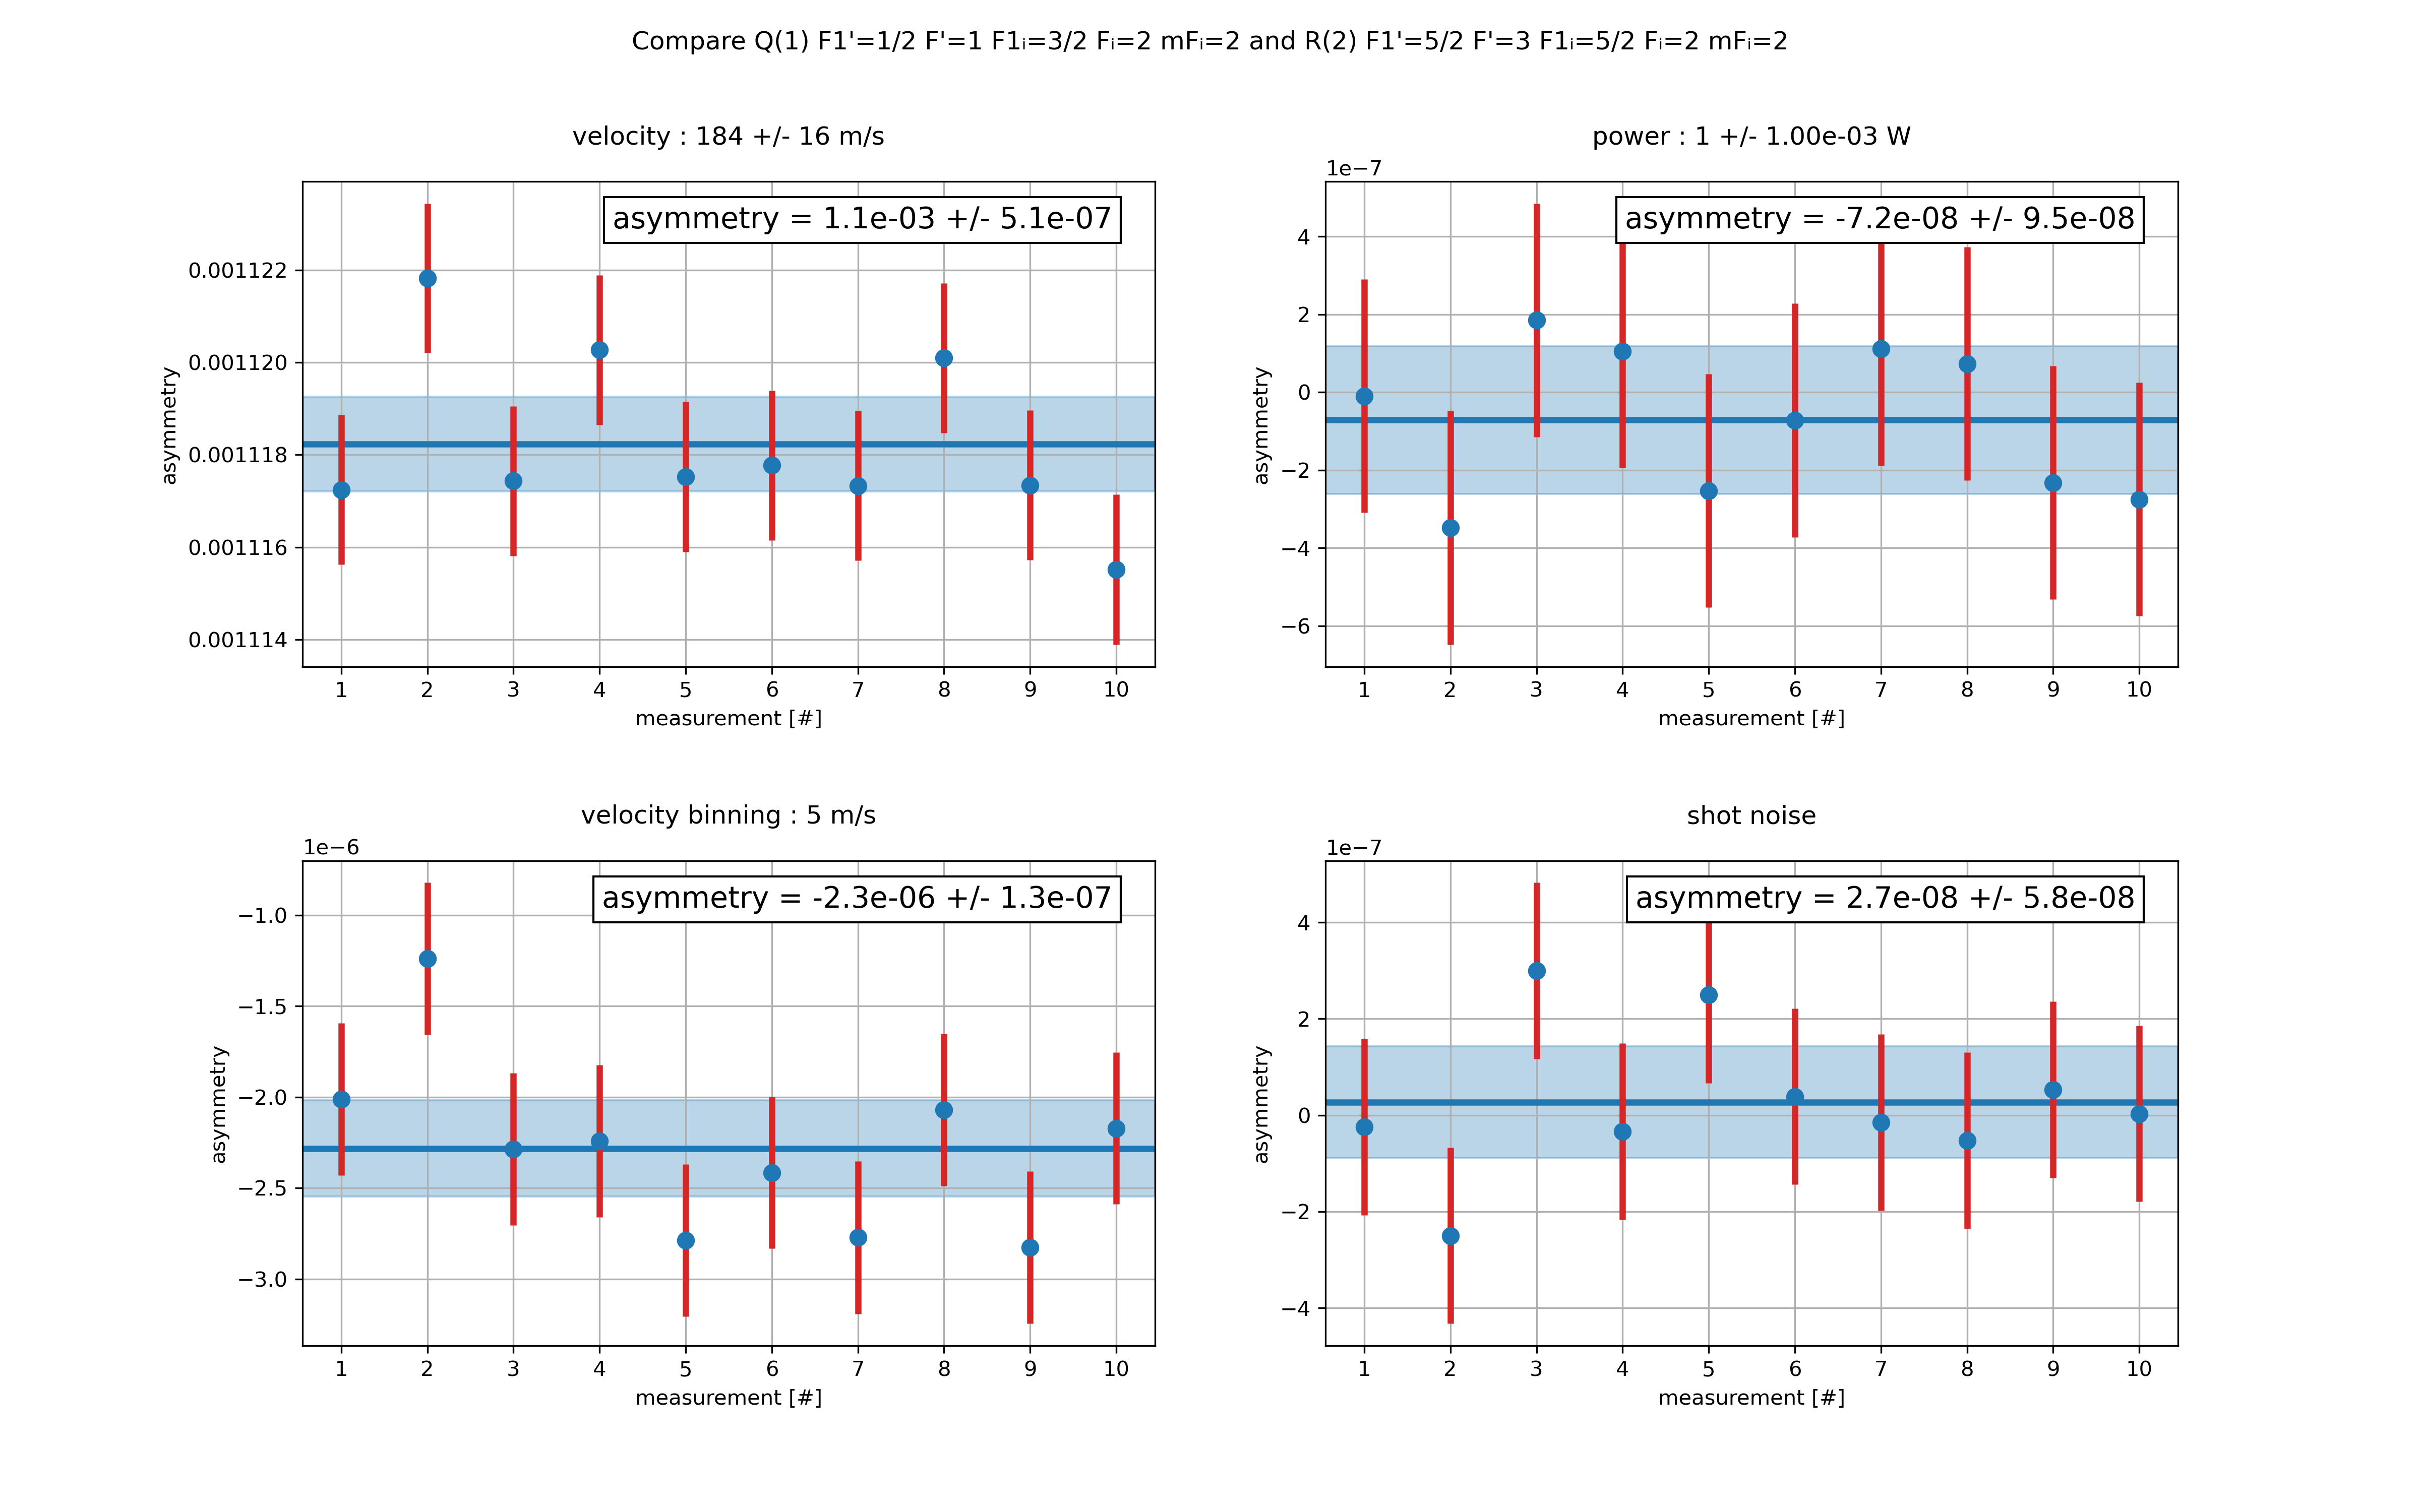 Compare Q(1) F1'=1/2 F'=1 F1ᵢ=3/2 Fᵢ=2 mFᵢ=2 and R(2) F1'=5/2 F'=3 F1ᵢ=5/2 Fᵢ=2 mFᵢ=2
velocity : 184 +/- 16 m/s
asymmetry = 1.1e-03 +/- 5.1e-07
0.001122
0.001120
0.001118
0.001116
0.001114
asymmetry
1 2 3 4 5 6 7 8 9 10
measurement [#]
power : 1 +/- 1.00e-03 W
1e−7
asymmetry = -7.2e-08 +/- 9.5e-08
4
2
0
−2
−4
−6
asymmetry
1 2 3 4 5 6 7 8 9 10
measurement [#]
velocity binning : 5 m/s
1e−6
asymmetry = -2.3e-06 +/- 1.3e-07
−1.0
−1.5
−2.0
−2.5
−3.0
asymmetry
1 2 3 4 5 6 7 8 9 10
measurement [#]
shot noise
1e−7
asymmetry = 2.7e-08 +/- 5.8e-08
4
2
0
−2
−4
asymmetry
1 2 3 4 5 6 7 8 9 10
measurement [#]